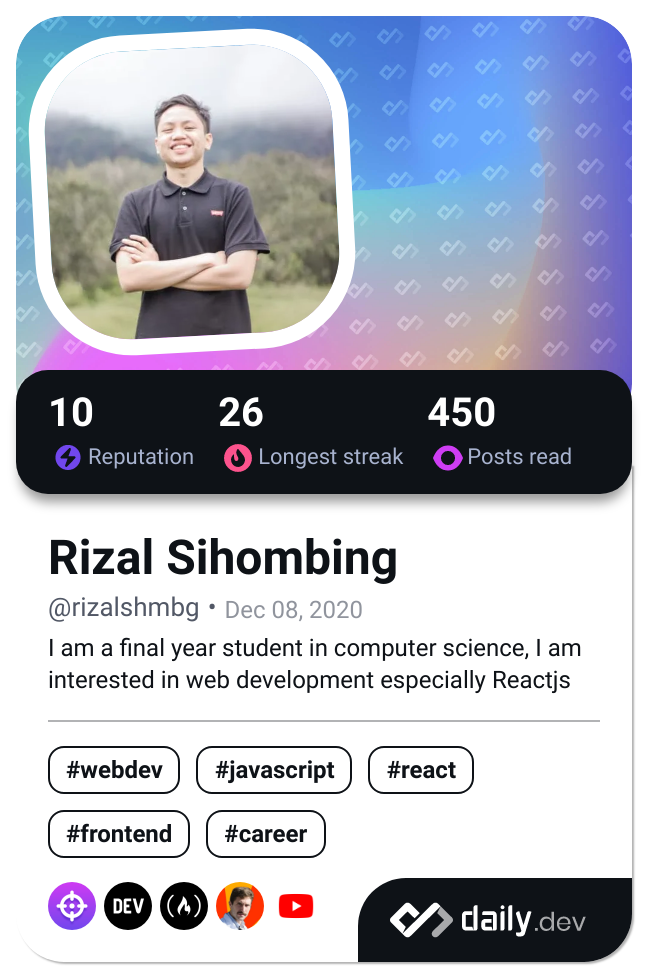 10 26 450
Reputation Longest streak Posts read
Rizal Sihombing
@rizalshmbg • Dec 08, 2020
I am a final year student in computer science, I am
interested in web development especially Reactjs
#webdev #javascript #react
#frontend #career
DEV
daily.dev